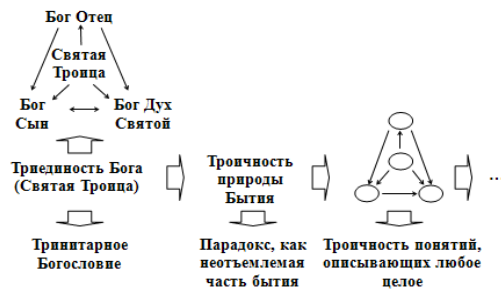 Бог Отец
Святая
Троица
Бог
Сын
Бог Дух
Святой
Триединость Бога
(Святая Троица)
Троичность
природы
Бытия
...
Тринитарное
Богословие
Парадокс, как
неотъемлемая
часть бытия
Троичность понятий,
описывающих любое
целое